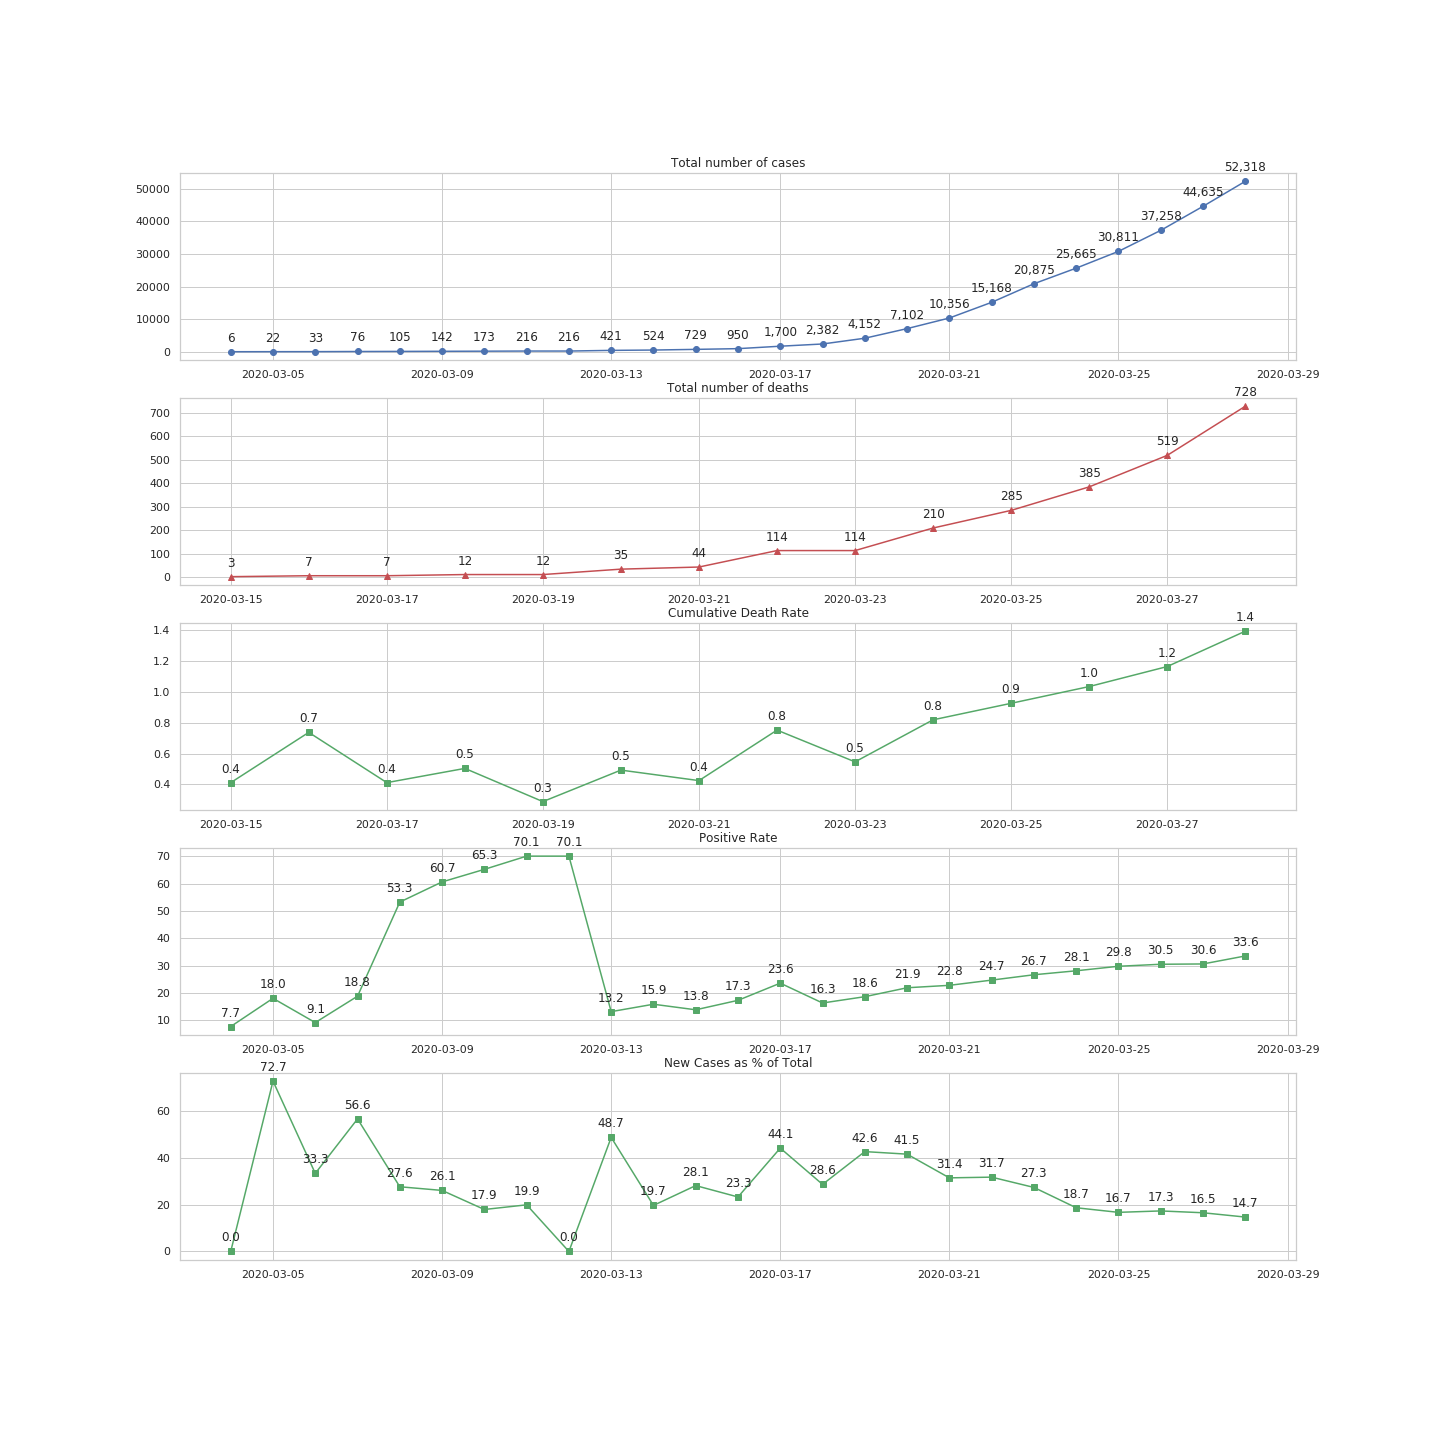 Total number of cases
52,318
44,635
37,258
30,811
25,665
20,875
15,168
10,356
7,102
4,152
6 22 33 76 105 142 173 216 216 421 524 729 950 1,700 2,382
50000
40000
30000
20000
10000
0
2020-03-05 2020-03-09 2020-03-13 2020-03-17 2020-03-21 2020-03-25 2020-03-29
Total number of deaths
3 7 7 12 12 35 44 114 114 210 285 385 519 728
700
600
500
400
300
200
100
0
2020-03-15 2020-03-17 2020-03-19 2020-03-21 2020-03-23 2020-03-25 2020-03-27
Cumulative Death Rate
0.4 0.7 0.4 0.5 0.3 0.5 0.4 0.8 0.5 0.8 0.9 1.0 1.2 1.4
1.4
1.2
1.0
0.8
0.6
0.4
2020-03-15 2020-03-17 2020-03-19 2020-03-21 2020-03-23 2020-03-25 2020-03-27
Positive Rate
7.7 18.0 9.1 18.8 53.3 60.7 65.3 70.1 70.1 13.2 15.9 13.8 17.3 23.6 16.3 18.6 21.9 22.8 24.7 26.7 28.1 29.8 30.5 30.6 33.6
70
60
50
40
30
20
10
2020-03-05 2020-03-09 2020-03-13 2020-03-17 2020-03-21 2020-03-25 2020-03-29
New Cases as % of Total
0.0 72.7 33.3 56.6 27.6 26.1 17.9 19.9 0.0 48.7 19.7 28.1 23.3 44.1 28.6 42.6 41.5 31.4 31.7 27.3 18.7 16.7 17.3 16.5 14.7
60
40
20
0
2020-03-05 2020-03-09 2020-03-13 2020-03-17 2020-03-21 2020-03-25 2020-03-29